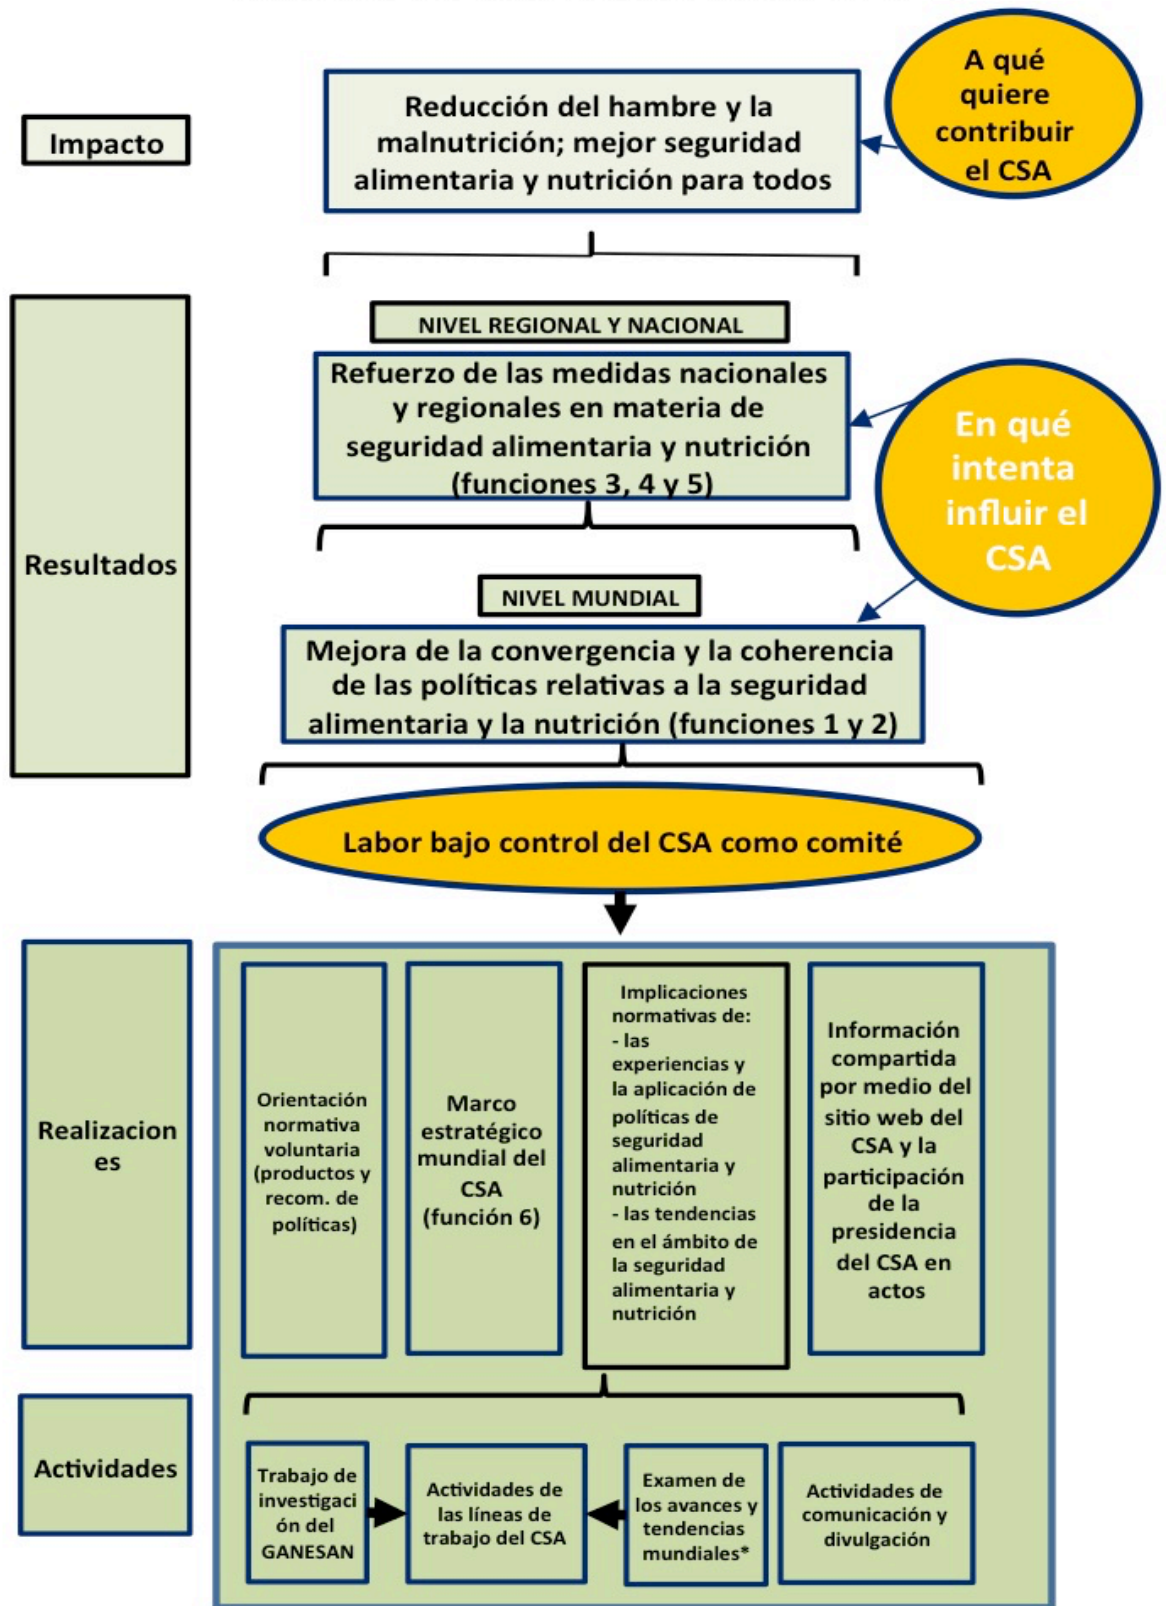 A qué
quiere
contribuir
el CSA
Impacto
Reducción del hambre y la
malnutrición; mejor seguridad
alimentaria y nutrición para todos
NIVEL REGIONAL Y NACIONAL
Refuerzo de las medidas nacionales
y regionales en materia de
seguridad alimentaria y nutrición
(funciones 3, 4 y 5)
En qué
intenta
influir el
CSA
Resultados
NIVEL MUNDIAL
Mejora de la convergencia y la coherencia
de las políticas relativas a la seguridad
alimentaria y la nutrición (funciones 1 y 2)
Labor bajo control del CSA como comité
Realizacion
es
Orientación
normativa
voluntaria
(productos y
recom. de
políticas)
Marco
estratégico
mundial del
CSA
(función 6)
Implicaciones
normativas de:
- las
experiencias y
la aplicación de
políticas de
seguridad
alimentaria y
nutrición
- las tendencias
en el ámbito de
la seguridad
alimentaria y
nutrición
Información
compartida
por medio del
sitio web del
CSA y la
participación
de la
presidencia
del CSA en
actos
Actividades
Trabajo de
investigaci
ón del
GANESAN
Actividades de
las líneas de
trabajo del CSA
Examen de
los avances y
tendencias
mundiales*
Actividades de
comunicación y
divulgación